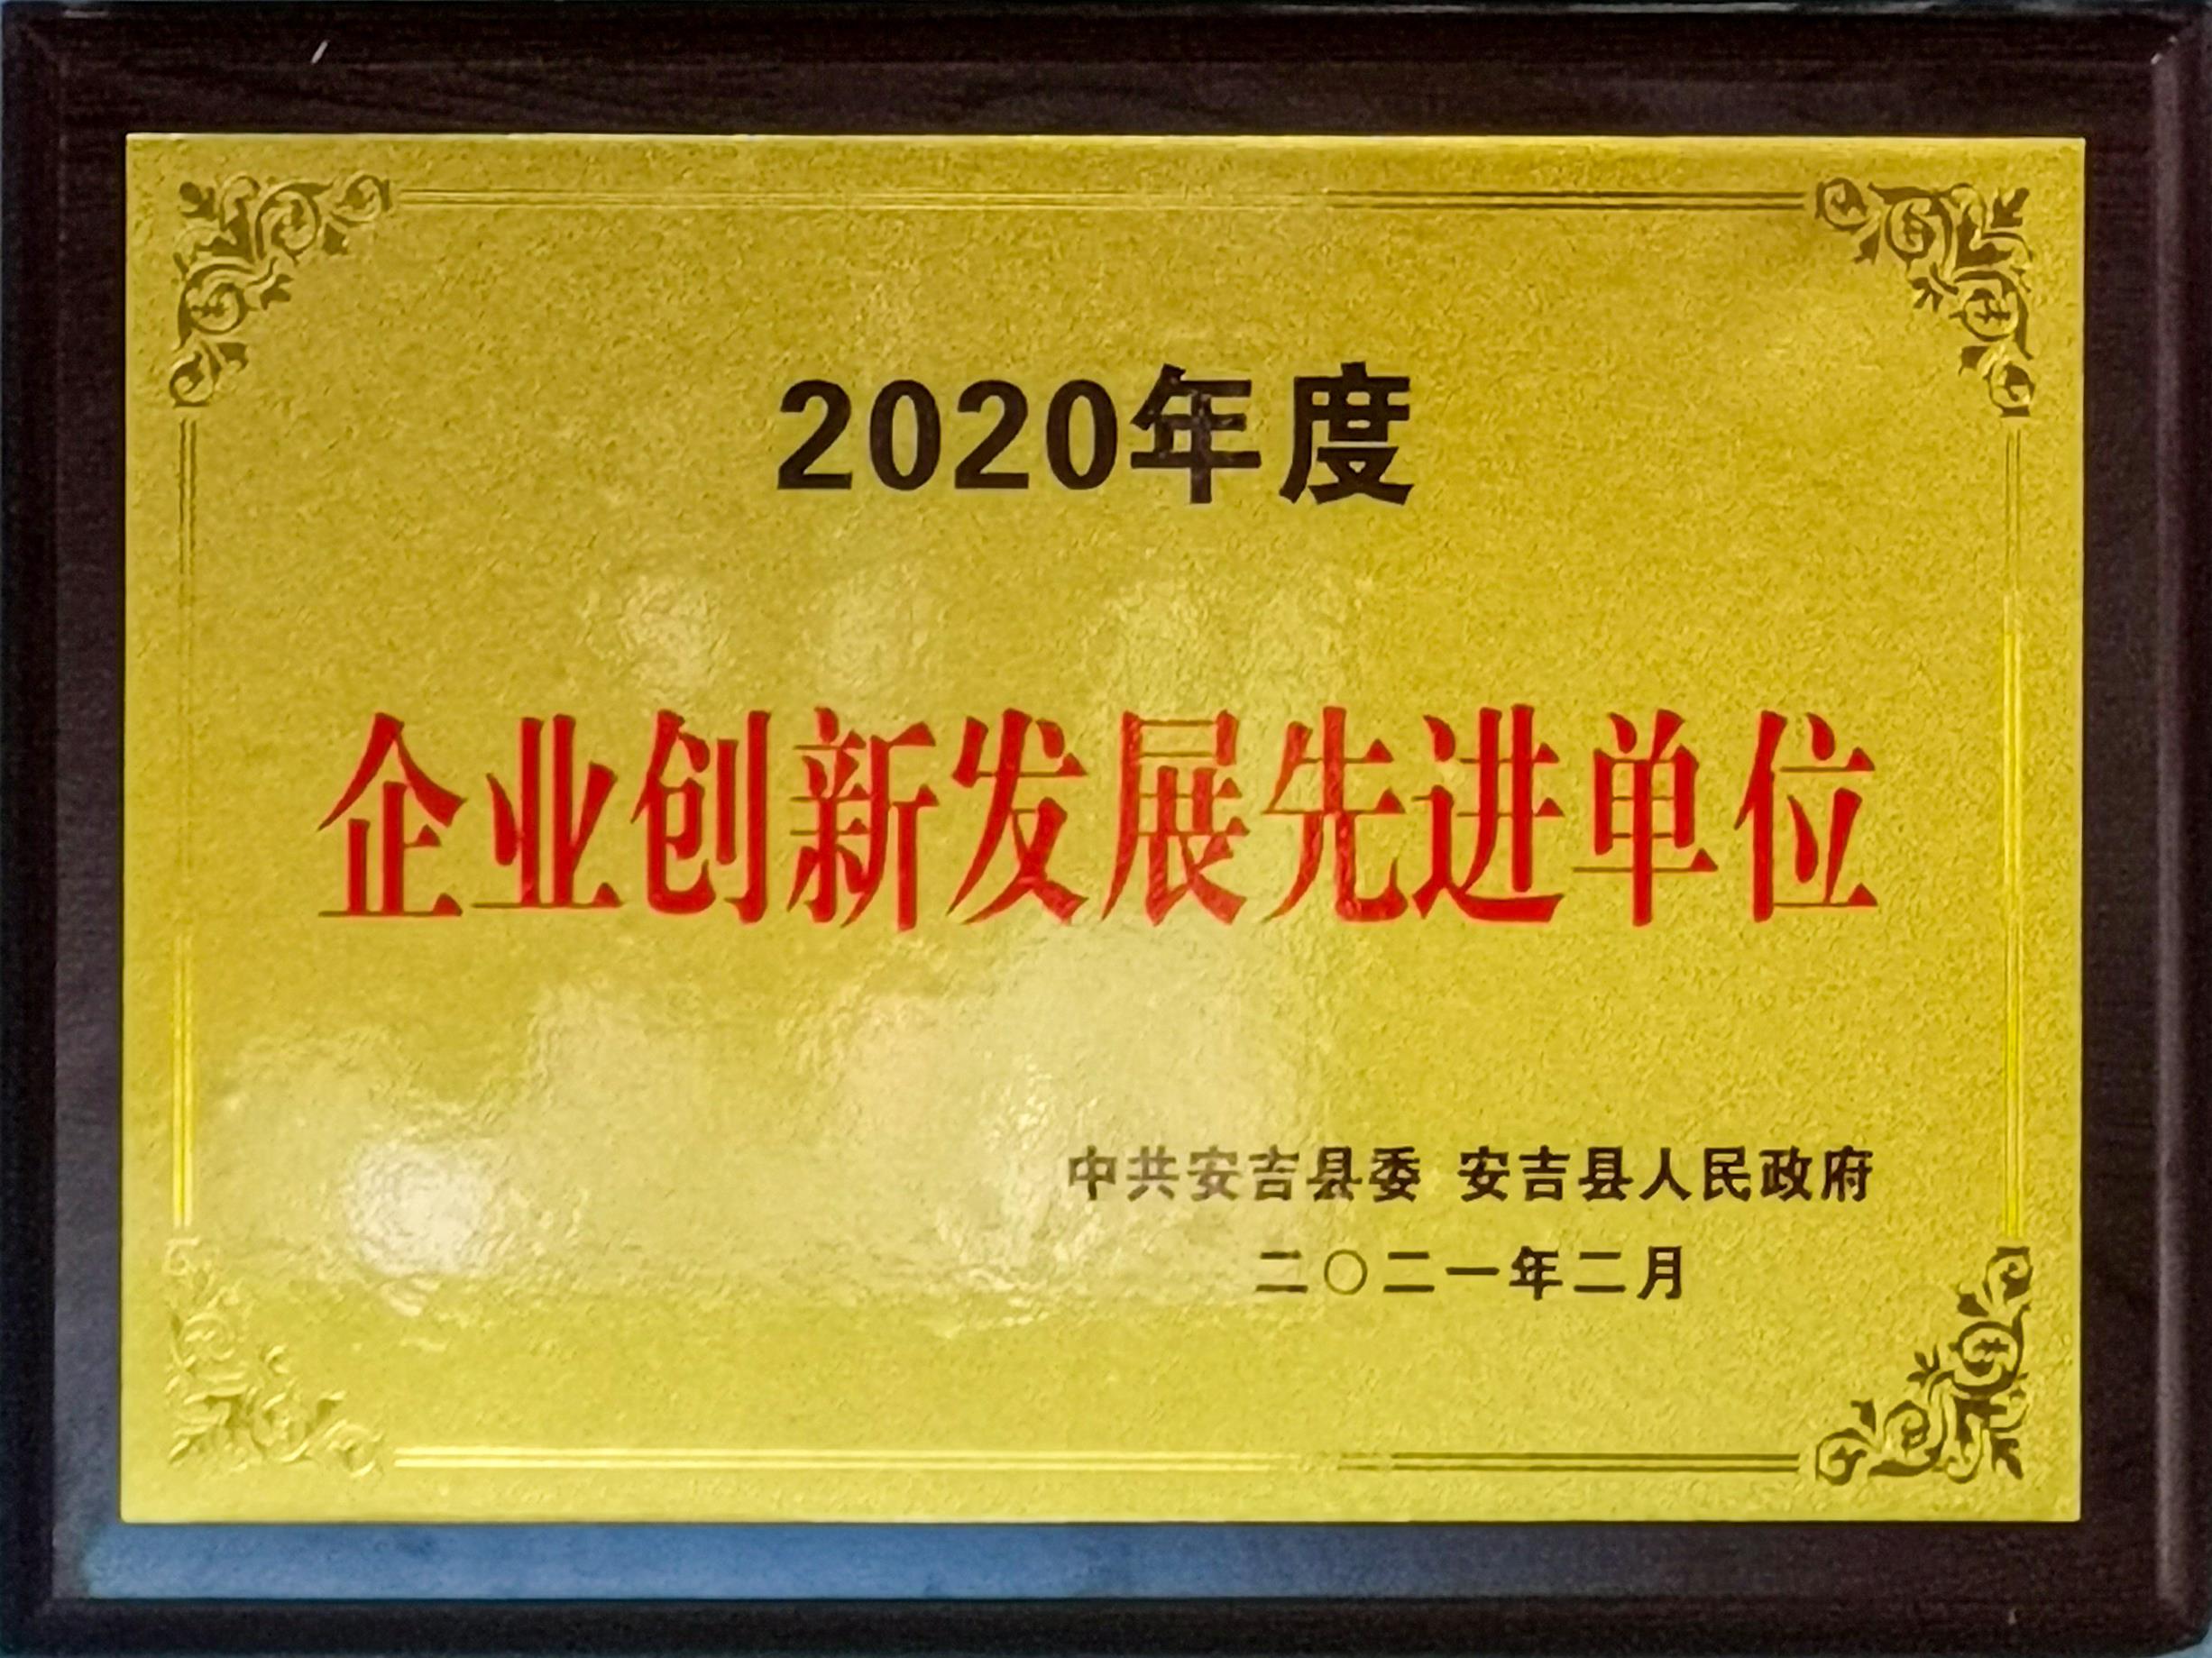 2020年度
企业创新发展先进单位
中共安吉县委 安吉县人民政府
二〇二一年二月